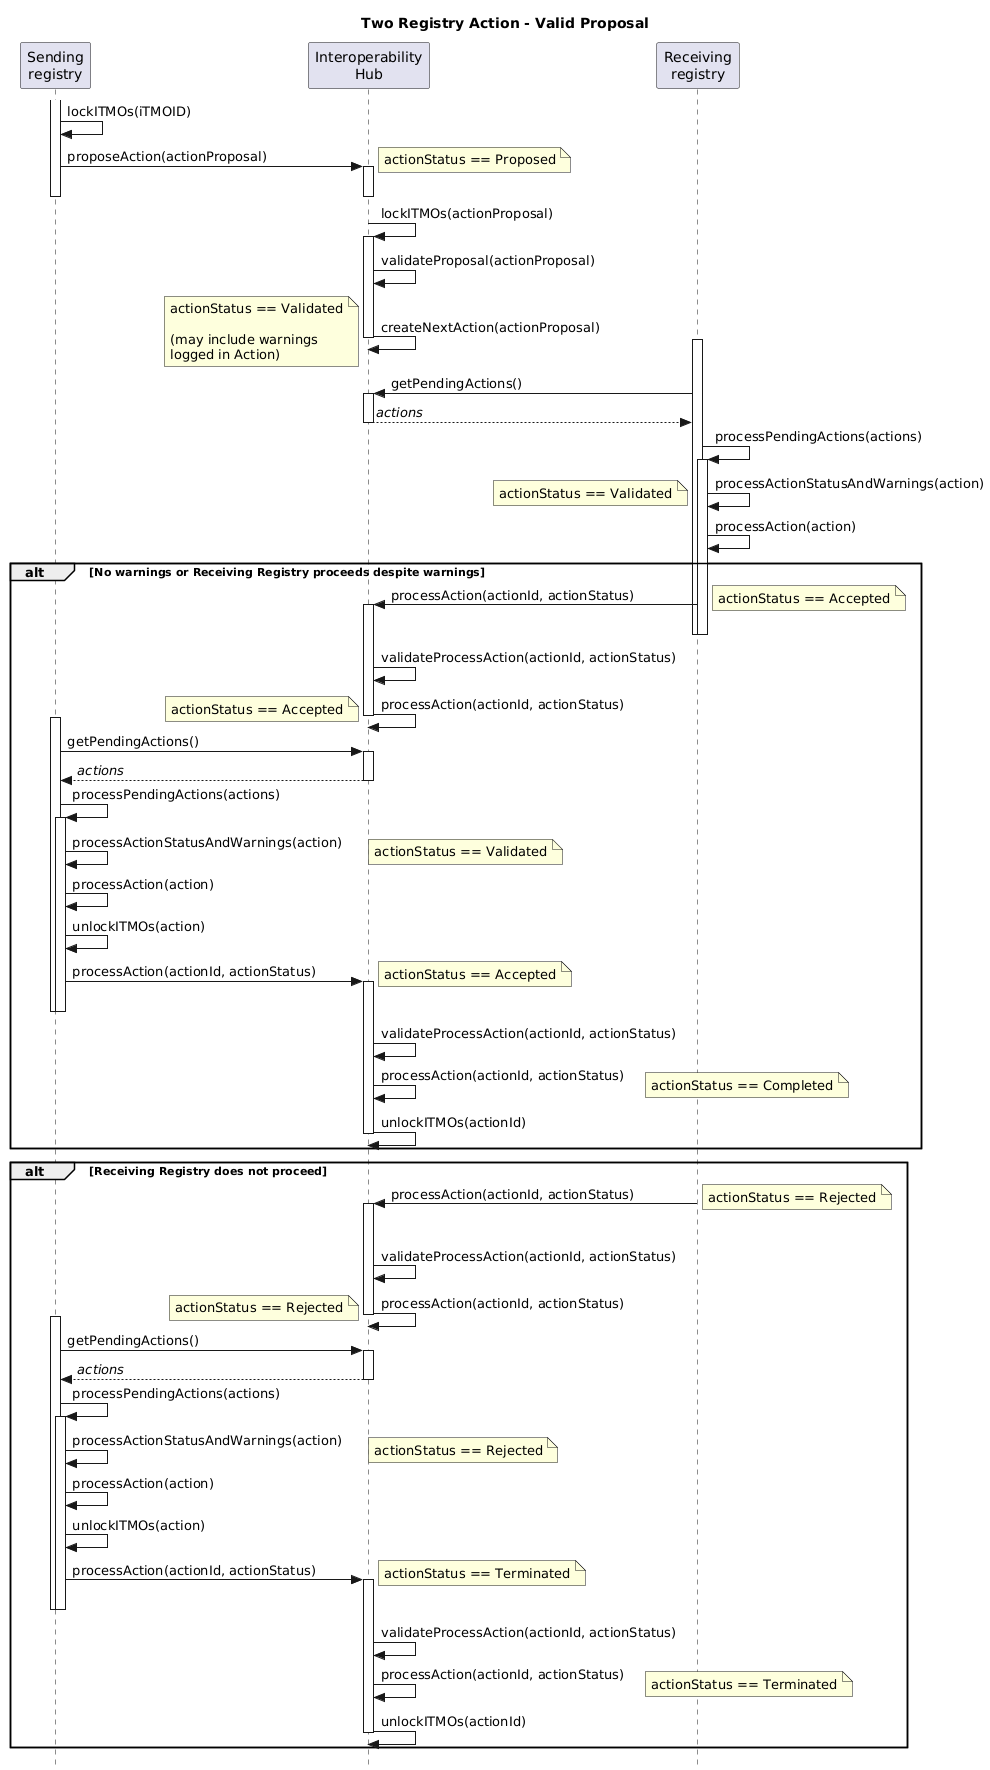 Two Registry Action - Valid Proposal
Sending
registry
Interoperability
Hub
Receiving
registry
lockITMOs(iTMOID)
proposeAction(actionProposal)
actionStatus == Proposed
lockITMOs(actionProposal)
validateProposal(actionProposal)
actionStatus == Validated
(may include warnings
logged in Action)
createNextAction(actionProposal)
getPendingActions()
actions
processPendingActions(actions)
actionStatus == Validated
processActionStatusAndWarnings(action)
processAction(action)
alt
[No warnings or Receiving Registry proceeds despite warnings]
processAction(actionId, actionStatus)
actionStatus == Accepted
validateProcessAction(actionId, actionStatus)
actionStatus == Accepted
processAction(actionId, actionStatus)
getPendingActions()
actions
processPendingActions(actions)
processActionStatusAndWarnings(action)
actionStatus == Validated
processAction(action)
unlockITMOs(action)
processAction(actionId, actionStatus)
actionStatus == Accepted
validateProcessAction(actionId, actionStatus)
processAction(actionId, actionStatus)
actionStatus == Completed
unlockITMOs(actionId)
alt
[Receiving Registry does not proceed]
processAction(actionId, actionStatus)
actionStatus == Rejected
validateProcessAction(actionId, actionStatus)
actionStatus == Rejected
processAction(actionId, actionStatus)
getPendingActions()
actions
processPendingActions(actions)
processActionStatusAndWarnings(action)
actionStatus == Rejected
processAction(action)
unlockITMOs(action)
processAction(actionId, actionStatus)
actionStatus == Terminated
validateProcessAction(actionId, actionStatus)
processAction(actionId, actionStatus)
actionStatus == Terminated
unlockITMOs(actionId)